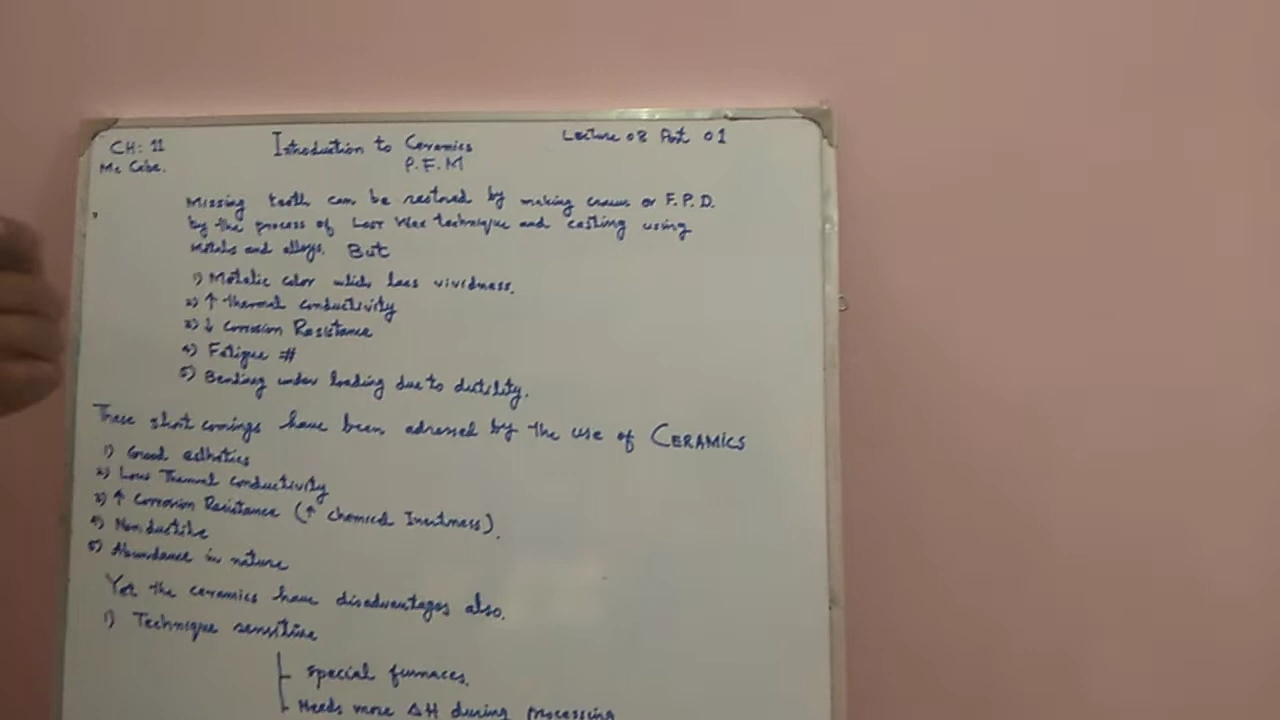 CH: 11 Introduction to Ceramics Lecture 08 Part 01
Mc Cabe. P.F.M
Missing teeth can be restored by making crowns or F.P.D.
by the process of Lost Wax technique and casting using
Metals and alloys. But
1) Metalic color which lacks vividness.
2) ↑ thermal conductivity
3) ↓ Corrosion Resistance
4) Fatigue #
5) Bending under loading due to ductility.
These short comings have been adressed by the use of CERAMICS
1) Good esthetics
2) Low Thermal conductivity
3) ↑ Corrosion Resistance (↑ chemical Inertness).
4) Non ductile
5) Abundance in nature
Yet the ceramics have disadvantages also.
1) Technique sensitive
special furnaces.
Needs more ΔH during processing